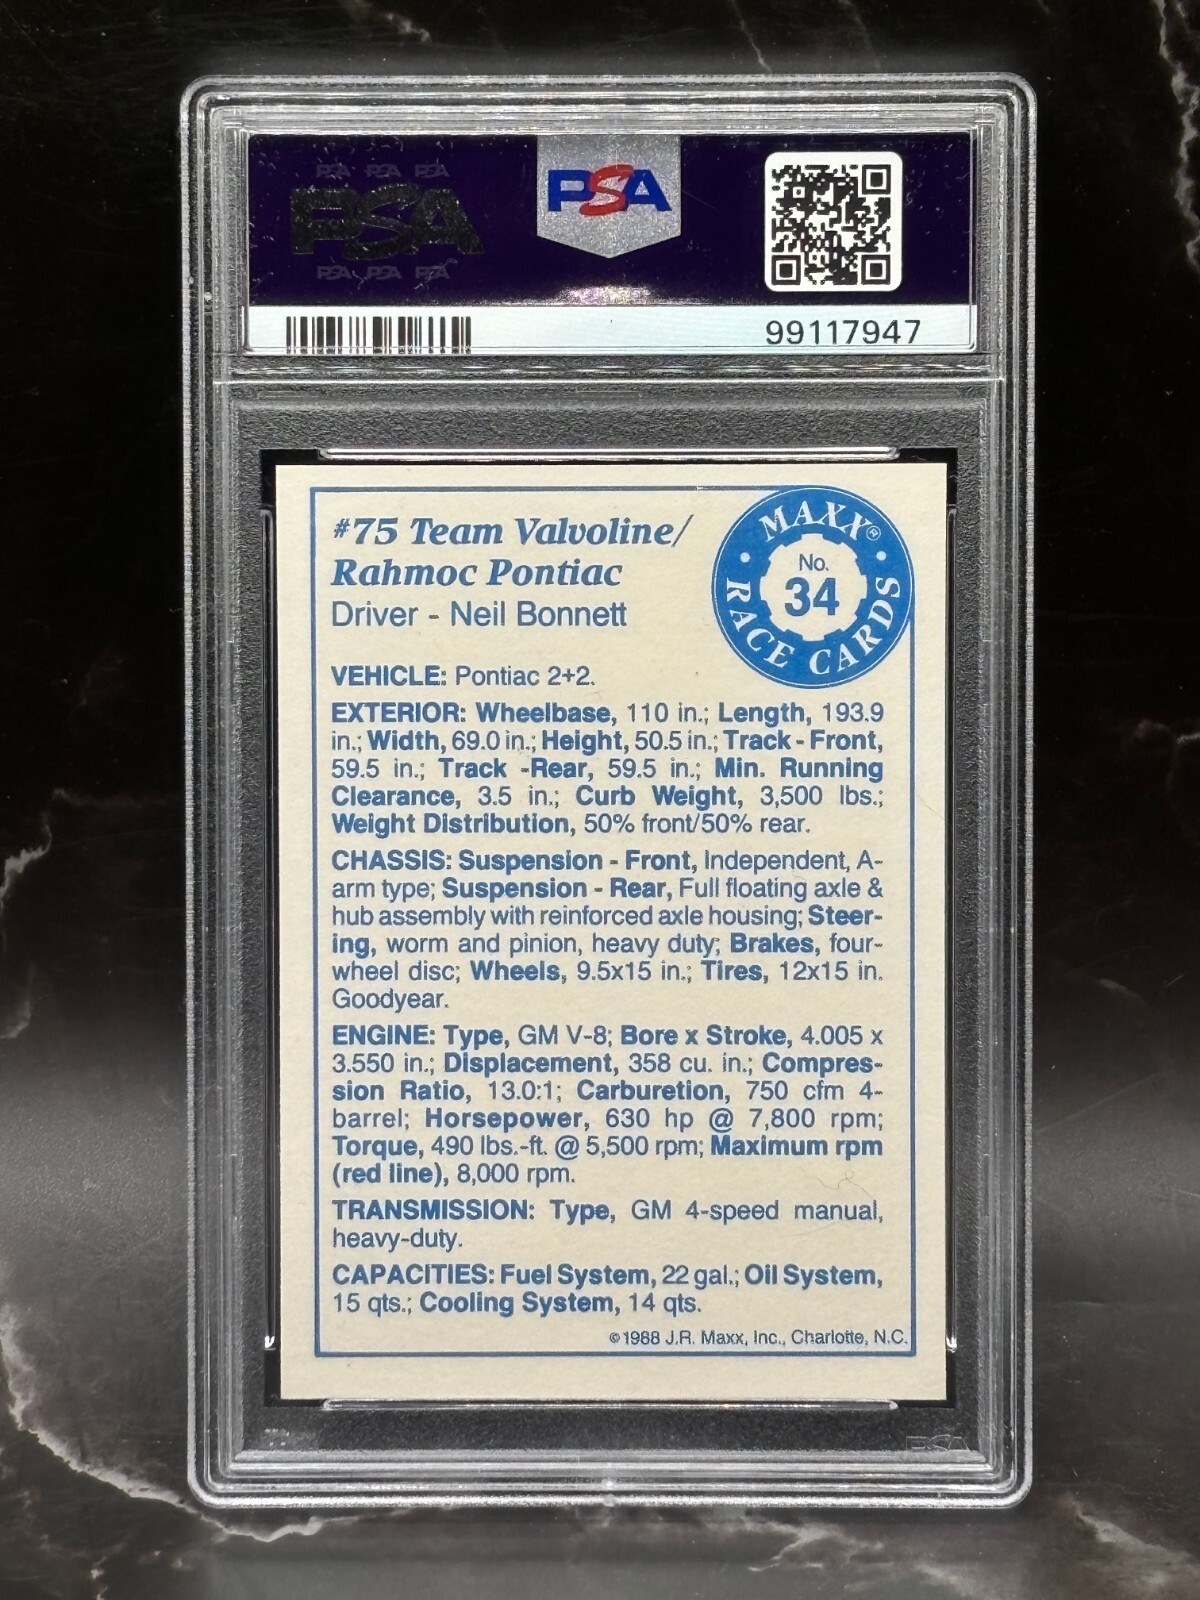 PSA PSA PSA
PSA
PSA PSA PSA
PSA
99117947
#75 Team Valvoline/
Rahmoc Pontiac
Driver - Neil Bonnett
MAXX® RACE CARDS
No.
34
VEHICLE: Pontiac 2+2.
EXTERIOR: Wheelbase, 110 in.; Length, 193.9
in.; Width, 69.0 in.; Height, 50.5 in.; Track - Front,
59.5 in.; Track -Rear, 59.5 in.; Min. Running
Clearance, 3.5 in.; Curb Weight, 3,500 lbs.;
Weight Distribution, 50% front/50% rear.
CHASSIS: Suspension - Front, Independent, A-
arm type; Suspension - Rear, Full floating axle &
hub assembly with reinforced axle housing; Steer-
ing, worm and pinion, heavy duty; Brakes, four-
wheel disc; Wheels, 9.5x15 in.; Tires, 12x15 in.
Goodyear.
ENGINE: Type, GM V-8; Bore x Stroke, 4.005 x
3.550 in.; Displacement, 358 cu. in.; Compres-
sion Ratio, 13.0:1; Carburetion, 750 cfm 4-
barrel; Horsepower, 630 hp @ 7,800 rpm;
Torque, 490 lbs.-ft. @ 5,500 rpm; Maximum rpm
(red line), 8,000 rpm.
TRANSMISSION: Type, GM 4-speed manual,
heavy-duty.
CAPACITIES: Fuel System, 22 gal.; Oil System,
15 qts.; Cooling System, 14 qts.
©1988 J.R. Maxx, Inc., Charlotte, N.C.
PSA